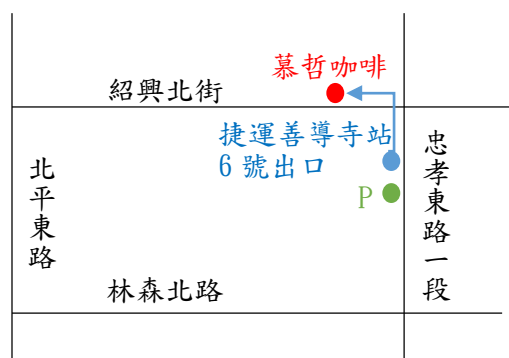 慕哲咖啡
紹興北街
捷運善導寺站
6 號出口
P
北平東路
忠孝東路一段
林森北路